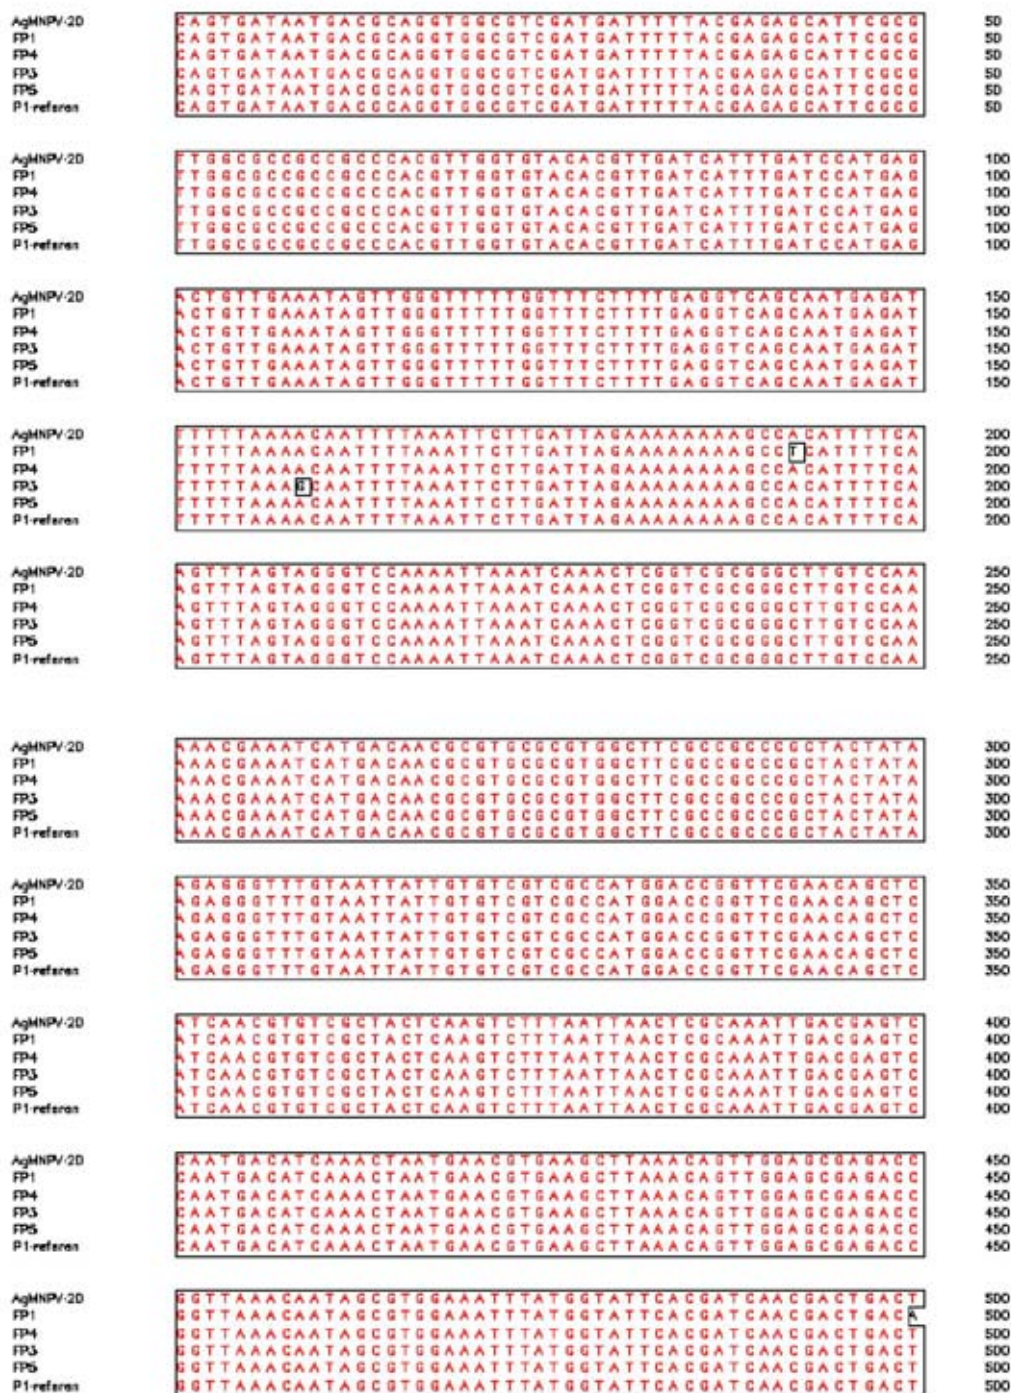 AgMNPV-2D CAGTGATAATGACGCAGGTGGCGTCGATGATTTTTACGAGAGCATTCGCG 50
FP1 CAGTGATAATGACGCAGGTGGCGTCGATGATTTTTACGAGAGCATTCGCG 50
FP4 CAGTGATAATGACGCAGGTGGCGTCGATGATTTTTACGAGAGCATTCGCG 50
FP3 CAGTGATAATGACGCAGGTGGCGTCGATGATTTTTACGAGAGCATTCGCG 50
FP5 CAGTGATAATGACGCAGGTGGCGTCGATGATTTTTACGAGAGCATTCGCG 50
P1-referen CAGTGATAATGACGCAGGTGGCGTCGATGATTTTTACGAGAGCATTCGCG 50
AgMNPV-2D TTGGCGCCGCCGCCCACGTTGGTGTACACGTTGATCATTTGATCCATGAG 100
FP1 TTGGCGCCGCCGCCCACGTTGGTGTACACGTTGATCATTTGATCCATGAG 100
FP4 TTGGCGCCGCCGCCCACGTTGGTGTACACGTTGATCATTTGATCCATGAG 100
FP3 TTGGCGCCGCCGCCCACGTTGGTGTACACGTTGATCATTTGATCCATGAG 100
FP5 TTGGCGCCGCCGCCCACGTTGGTGTACACGTTGATCATTTGATCCATGAG 100
P1-referen TTGGCGCCGCCGCCCACGTTGGTGTACACGTTGATCATTTGATCCATGAG 100
AgMNPV-2D ACTGTTGAAATAGTTGGGTTTTTGGTTTCTTTTGAGGTCAGCAATGAGAT 150
FP1 ACTGTTGAAATAGTTGGGTTTTTGGTTTCTTTTGAGGTCAGCAATGAGAT 150
FP4 ACTGTTGAAATAGTTGGGTTTTTGGTTTCTTTTGAGGTCAGCAATGAGAT 150
FP3 ACTGTTGAAATAGTTGGGTTTTTGGTTTCTTTTGAGGTCAGCAATGAGAT 150
FP5 ACTGTTGAAATAGTTGGGTTTTTGGTTTCTTTTGAGGTCAGCAATGAGAT 150
P1-referen ACTGTTGAAATAGTTGGGTTTTTGGTTTCTTTTGAGGTCAGCAATGAGAT 150
AgMNPV-2D TTTTTAAAACAATTTTAAATTCTTGATTAGAAAAAAAAGCCACATTTTCA 200
FP1 TTTTTAAAACAATTTTAAATTCTTGATTAGAAAAAAAAGCCTCATTTTCA 200
FP4 TTTTTAAAACAATTTTAAATTCTTGATTAGAAAAAAAAGCCACATTTTCA 200
FP3 TTTTTAAAGCAATTTTAAATTCTTGATTAGAAAAAAAAGCCACATTTTCA 200
FP5 TTTTTAAAACAATTTTAAATTCTTGATTAGAAAAAAAAGCCACATTTTCA 200
P1-referen TTTTTAAAACAATTTTAAATTCTTGATTAGAAAAAAAAGCCACATTTTCA 200
AgMNPV-2D AGTTTAGTAGGGTCCAAAATTAAATCAAACTCGGTCGCGGGCTTGTCCAA 250
FP1 AGTTTAGTAGGGTCCAAAATTAAATCAAACTCGGTCGCGGGCTTGTCCAA 250
FP4 AGTTTAGTAGGGTCCAAAATTAAATCAAACTCGGTCGCGGGCTTGTCCAA 250
FP3 AGTTTAGTAGGGTCCAAAATTAAATCAAACTCGGTCGCGGGCTTGTCCAA 250
FP5 AGTTTAGTAGGGTCCAAAATTAAATCAAACTCGGTCGCGGGCTTGTCCAA 250
P1-referen AGTTTAGTAGGGTCCAAAATTAAATCAAACTCGGTCGCGGGCTTGTCCAA 250
AgMNPV-2D AAACGAAATCATGACAACGCGTGCGCGTGGCTTCGCCGCCCGCTACTATA 300
FP1 AAACGAAATCATGACAACGCGTGCGCGTGGCTTCGCCGCCCGCTACTATA 300
FP4 AAACGAAATCATGACAACGCGTGCGCGTGGCTTCGCCGCCCGCTACTATA 300
FP3 AAACGAAATCATGACAACGCGTGCGCGTGGCTTCGCCGCCCGCTACTATA 300
FP5 AAACGAAATCATGACAACGCGTGCGCGTGGCTTCGCCGCCCGCTACTATA 300
P1-referen AAACGAAATCATGACAACGCGTGCGCGTGGCTTCGCCGCCCGCTACTATA 300
AgMNPV-2D AGAGGGTTTGTAATTATTGTGTCGTCGCCATGGACCGGTTCGAACAGCTC 350
FP1 AGAGGGTTTGTAATTATTGTGTCGTCGCCATGGACCGGTTCGAACAGCTC 350
FP4 AGAGGGTTTGTAATTATTGTGTCGTCGCCATGGACCGGTTCGAACAGCTC 350
FP3 AGAGGGTTTGTAATTATTGTGTCGTCGCCATGGACCGGTTCGAACAGCTC 350
FP5 AGAGGGTTTGTAATTATTGTGTCGTCGCCATGGACCGGTTCGAACAGCTC 350
P1-referen AGAGGGTTTGTAATTATTGTGTCGTCGCCATGGACCGGTTCGAACAGCTC 350
AgMNPV-2D ATCAACGTGTCGCTACTCAAGTCTTTAATTAACTCGCAAATTGACGAGTC 400
FP1 ATCAACGTGTCGCTACTCAAGTCTTTAATTAACTCGCAAATTGACGAGTC 400
FP4 ATCAACGTGTCGCTACTCAAGTCTTTAATTAACTCGCAAATTGACGAGTC 400
FP3 ATCAACGTGTCGCTACTCAAGTCTTTAATTAACTCGCAAATTGACGAGTC 400
FP5 ATCAACGTGTCGCTACTCAAGTCTTTAATTAACTCGCAAATTGACGAGTC 400
P1-referen ATCAACGTGTCGCTACTCAAGTCTTTAATTAACTCGCAAATTGACGAGTC 400
AgMNPV-2D CAATGACATCAAACTAATGAACGTGAAGCTTAAACAGTTGGAGCGAGACC 450
FP1 CAATGACATCAAACTAATGAACGTGAAGCTTAAACAGTTGGAGCGAGACC 450
FP4 CAATGACATCAAACTAATGAACGTGAAGCTTAAACAGTTGGAGCGAGACC 450
FP3 CAATGACATCAAACTAATGAACGTGAAGCTTAAACAGTTGGAGCGAGACC 450
FP5 CAATGACATCAAACTAATGAACGTGAAGCTTAAACAGTTGGAGCGAGACC 450
P1-referen CAATGACATCAAACTAATGAACGTGAAGCTTAAACAGTTGGAGCGAGACC 450
AgMNPV-2D GGTTAAACAATAGCGTGGAAATTTATGGTATTCACGATCAACGACTGACT 500
FP1 GGTTAAACAATAGCGTGGAAATTTATGGTATTCACGATCAACGACTGACA 500
FP4 GGTTAAACAATAGCGTGGAAATTTATGGTATTCACGATCAACGACTGACT 500
FP3 GGTTAAACAATAGCGTGGAAATTTATGGTATTCACGATCAACGACTGACT 500
FP5 GGTTAAACAATAGCGTGGAAATTTATGGTATTCACGATCAACGACTGACT 500
P1-referen GGTTAAACAATAGCGTGGAAATTTATGGTATTCACGATCAACGACTGACT 500